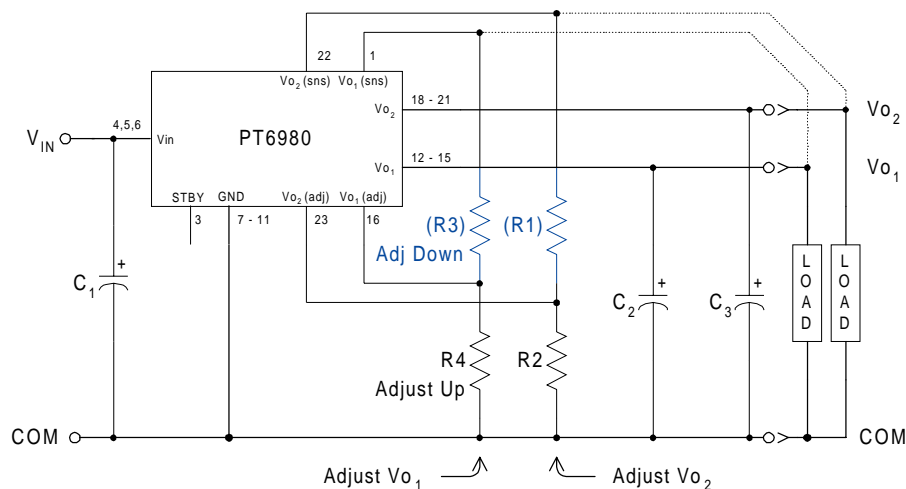 22
1
Vo2 (sns)
Vo1 (sns)
18 - 21
Vo2
Vo2
4,5,6
VIN
Vin
PT6980
12 - 15
Vo1
Vo1
STBY
GND
Vo2 (adj)
Vo1 (adj)
3
7 - 11
23
16
(R3)
(R1)
Adj Down
+
C1
+
C2
+
C3
LOAD
LOAD
R4
R2
Adjust Up
COM
COM
Adjust Vo1
Adjust Vo2